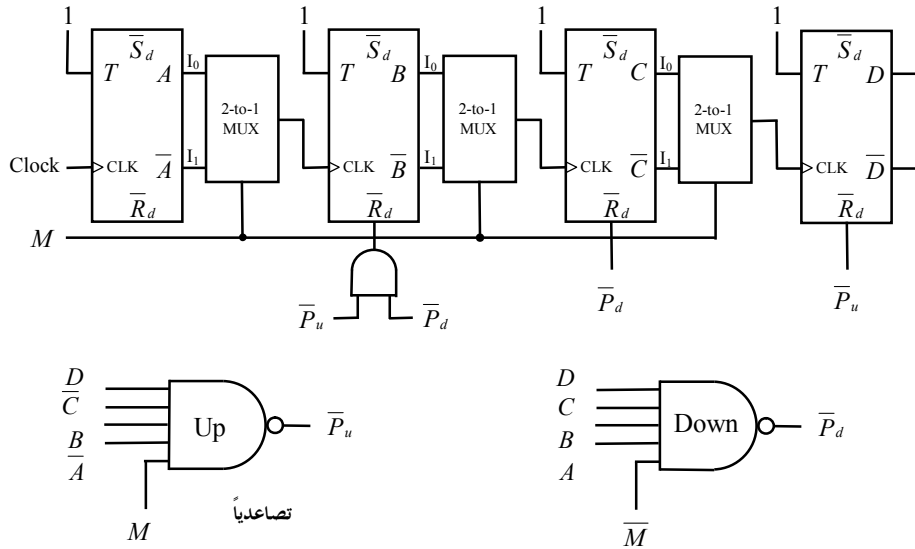 1 1 1 1
S̅d S̅d S̅d S̅d
T A I₀ T B I₀ T C I₀ T D
2-to-1 2-to-1 2-to-1
MUX MUX MUX
Clock CLK A̅ I₁ CLK B̅ I₁ CLK C̅ I₁ CLK D̅
R̅d R̅d R̅d R̅d
M
P̅u P̅d P̅d P̅u
D
C̅
Up P̅u
B
A̅
M
تصاعدياً
D
C
Down P̅d
B
A
M̅